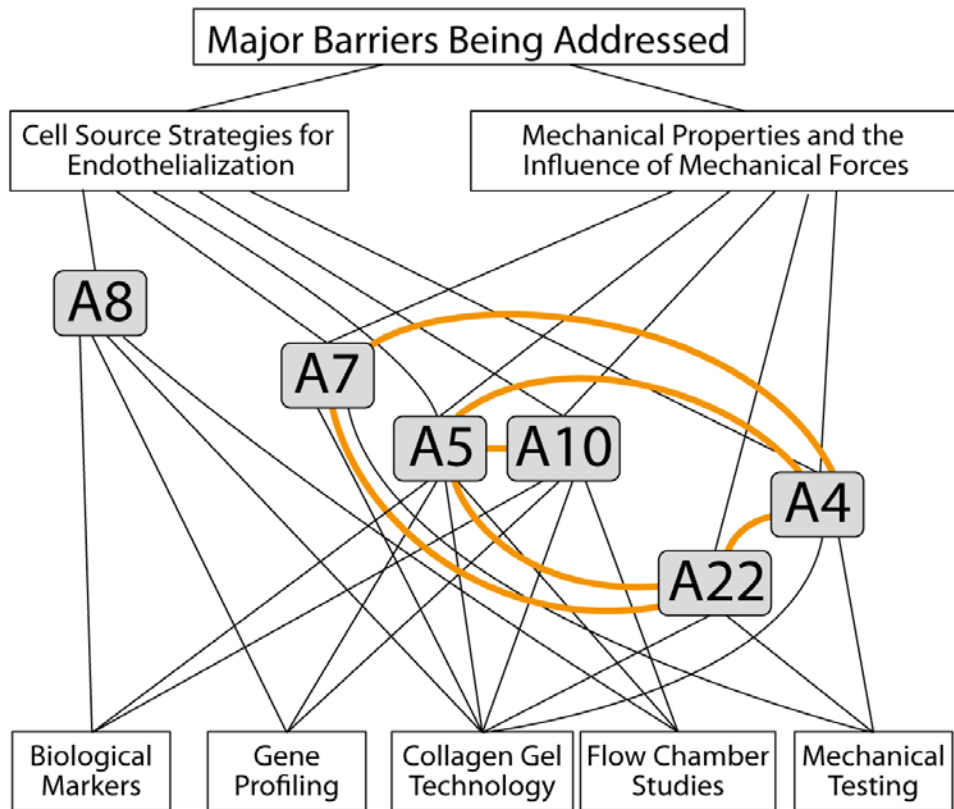 Major Barriers Being Addressed
Cell Source Strategies for
Endothelialization
Mechanical Properties and the
Influence of Mechanical Forces
A8
A7
A5
A10
A4
A22
Biological
Markers
Gene
Profiling
Collagen Gel
Technology
Flow Chamber
Studies
Mechanical
Testing